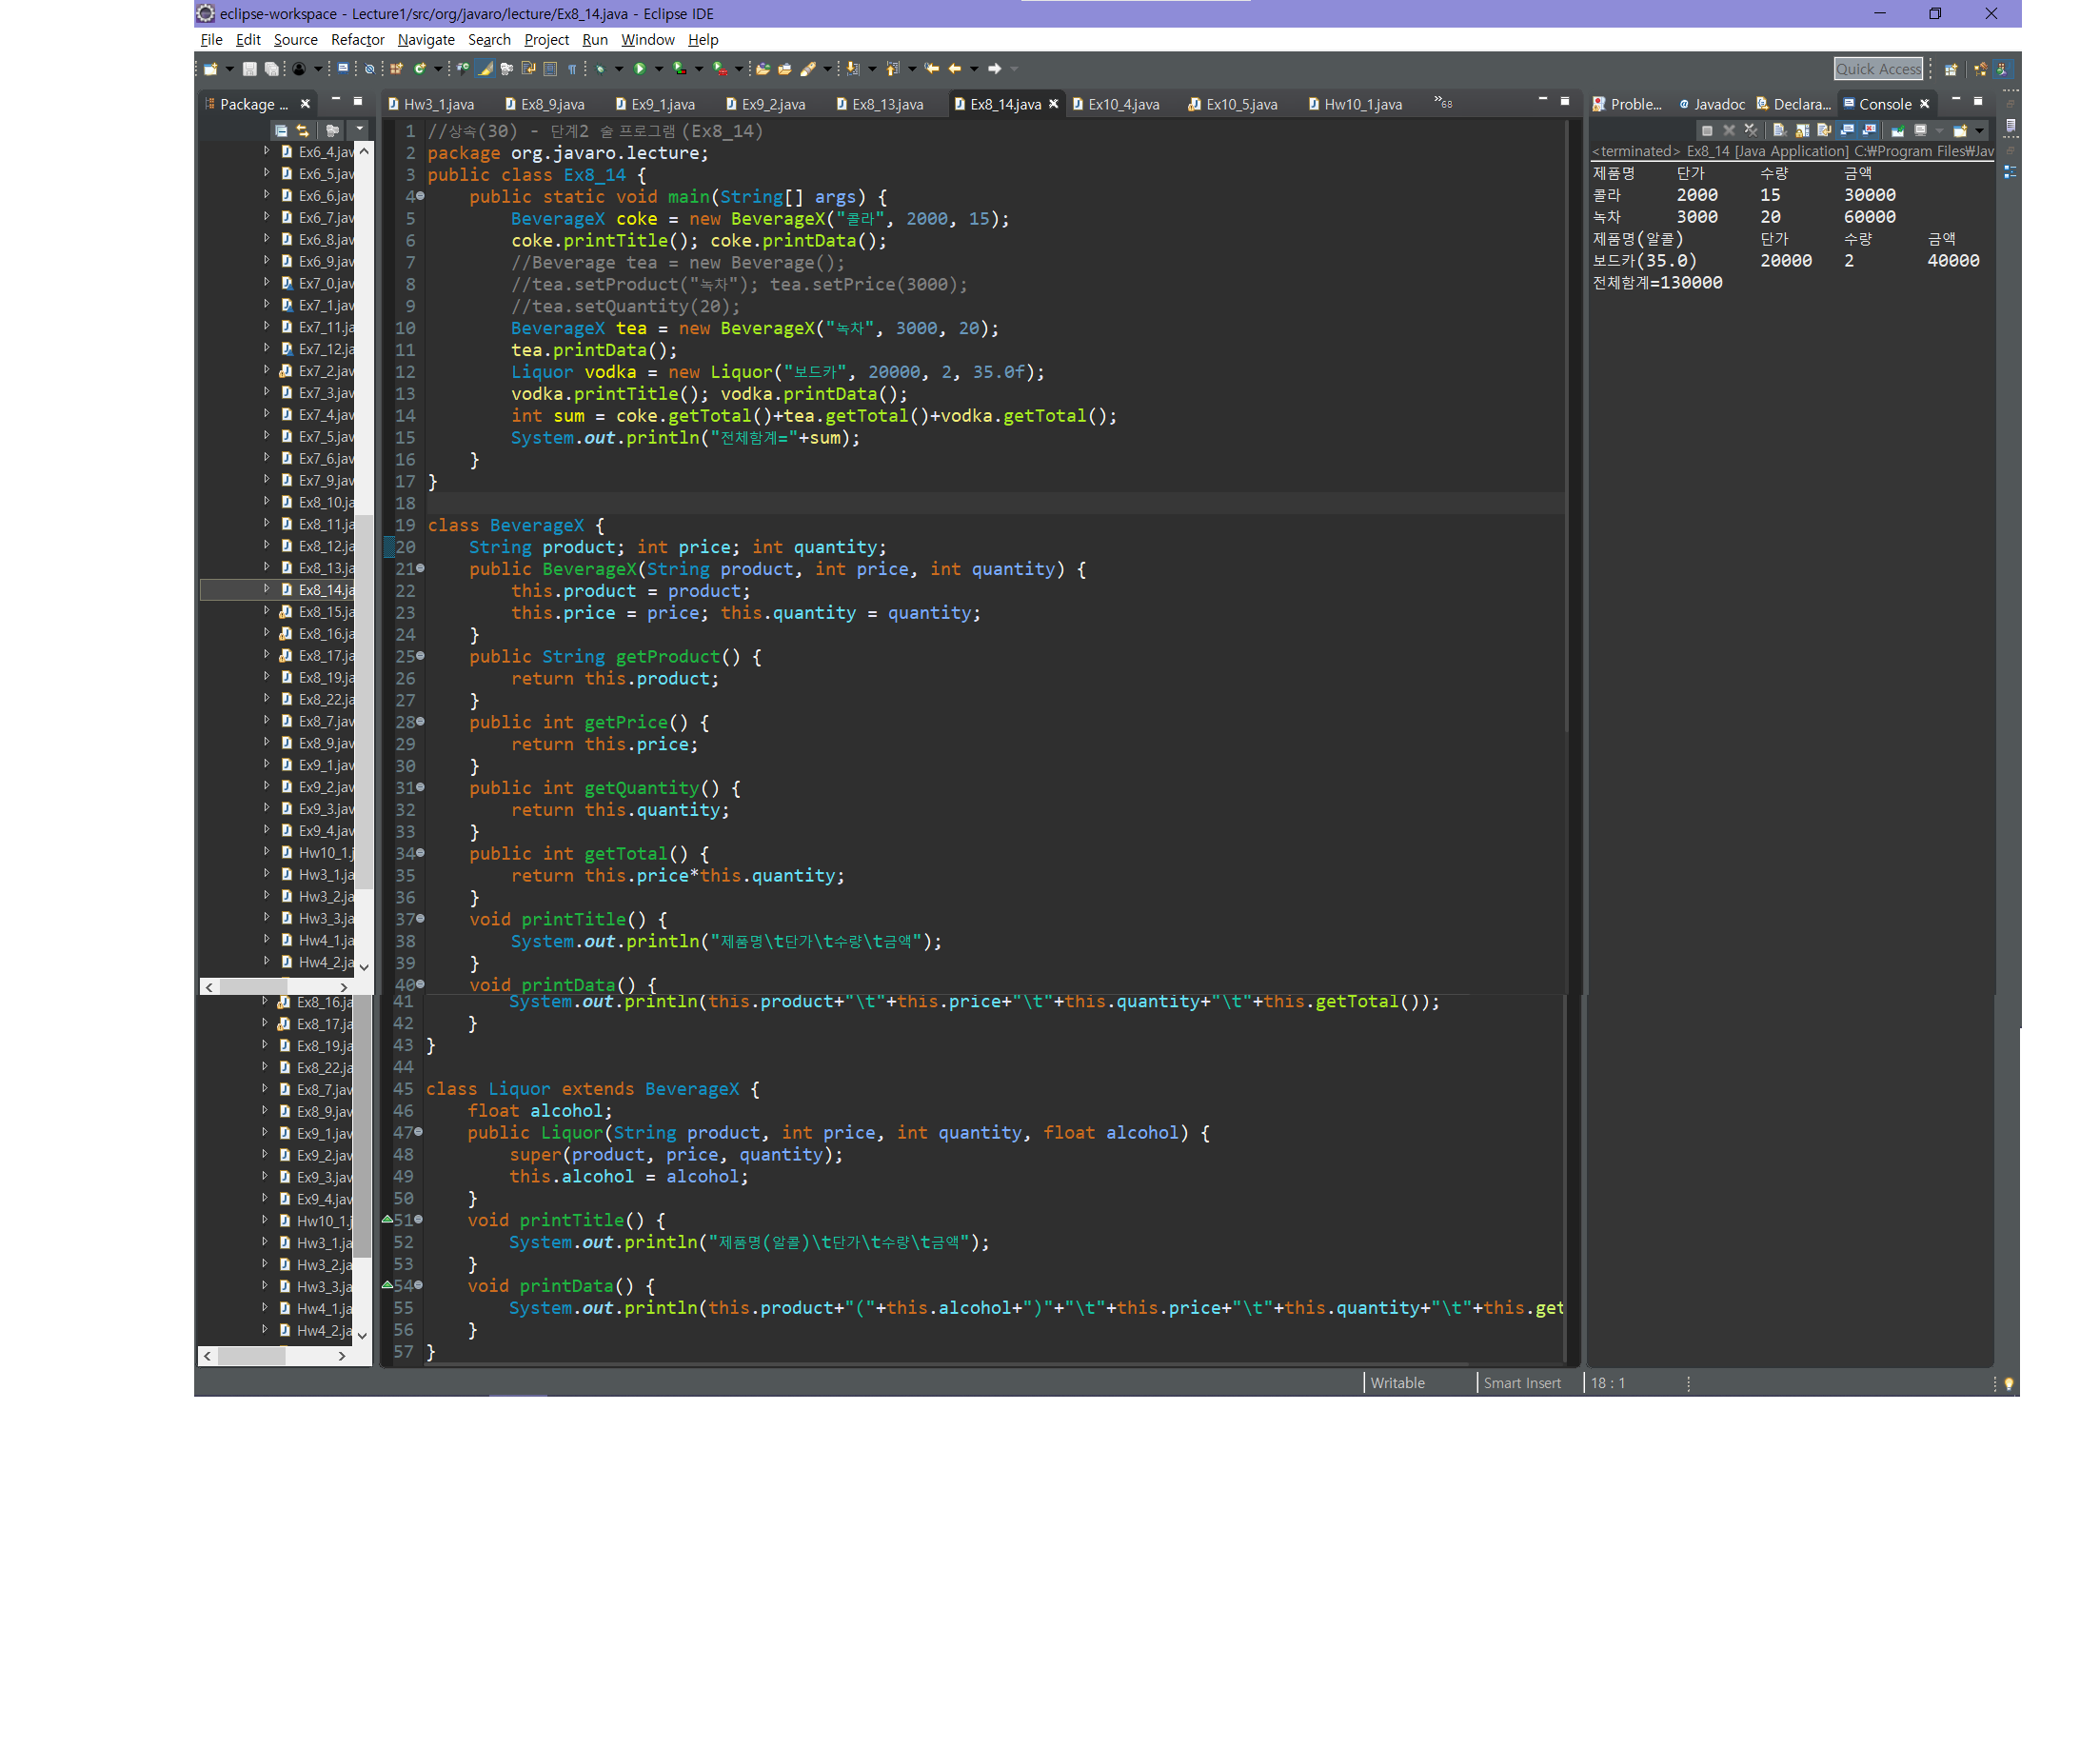 eclipse-workspace - Lecture1/src/org/javaro/lecture/Ex8_14.java - Eclipse IDE
File Edit Source Refactor Navigate Search Project Run Window Help
Quick Access
Package ...
Hw3_1.java Ex8_9.java Ex9_1.java Ex9_2.java Ex8_13.java Ex8_14.java Ex10_4.java Ex10_5.java Hw10_1.java »68
Proble... Javadoc Declara... Console
Ex6_4.jav
Ex6_5.jav
Ex6_6.jav
Ex6_7.jav
Ex6_8.jav
Ex6_9.jav
Ex7_0.jav
Ex7_1.jav
Ex7_11.ja
Ex7_12.ja
Ex7_2.jav
Ex7_3.jav
Ex7_4.jav
Ex7_5.jav
Ex7_6.jav
Ex7_9.jav
Ex8_10.ja
Ex8_11.ja
Ex8_12.ja
Ex8_13.ja
Ex8_14.ja
Ex8_15.ja
Ex8_16.ja
Ex8_17.ja
Ex8_19.ja
Ex8_22.ja
Ex8_7.jav
Ex8_9.jav
Ex9_1.jav
Ex9_2.jav
Ex9_3.jav
Ex9_4.jav
Hw10_1.j
Hw3_1.ja
Hw3_2.ja
Hw3_3.ja
Hw4_1.ja
Hw4_2.ja
Ex8_16.ja
Ex8_17.ja
Ex8_19.ja
Ex8_22.ja
Ex8_7.jav
Ex8_9.jav
Ex9_1.jav
Ex9_2.jav
Ex9_3.jav
Ex9_4.jav
Hw10_1.j
Hw3_1.ja
Hw3_2.ja
Hw3_3.ja
Hw4_1.ja
Hw4_2.ja
1 //상속(30) - 단계2 술 프로그램(Ex8_14)
2 package org.javaro.lecture;
3 public class Ex8_14 {
4 public static void main(String[] args) {
5 BeverageX coke = new BeverageX("콜라", 2000, 15);
6 coke.printTitle(); coke.printData();
7 //Beverage tea = new Beverage();
8 //tea.setProduct("녹차"); tea.setPrice(3000);
9 //tea.setQuantity(20);
10 BeverageX tea = new BeverageX("녹차", 3000, 20);
11 tea.printData();
12 Liquor vodka = new Liquor("보드카", 20000, 2, 35.0f);
13 vodka.printTitle(); vodka.printData();
14 int sum = coke.getTotal()+tea.getTotal()+vodka.getTotal();
15 System.out.println("전체합계="+sum);
16 }
17 }
18
19 class BeverageX {
20 String product; int price; int quantity;
21 public BeverageX(String product, int price, int quantity) {
22 this.product = product;
23 this.price = price; this.quantity = quantity;
24 }
25 public String getProduct() {
26 return this.product;
27 }
28 public int getPrice() {
29 return this.price;
30 }
31 public int getQuantity() {
32 return this.quantity;
33 }
34 public int getTotal() {
35 return this.price*this.quantity;
36 }
37 void printTitle() {
38 System.out.println("제품명\t단가\t수량\t금액");
39 }
40 void printData() {
41 System.out.println(this.product+"\t"+this.price+"\t"+this.quantity+"\t"+this.getTotal());
42 }
43 }
44
45 class Liquor extends BeverageX {
46 float alcohol;
47 public Liquor(String product, int price, int quantity, float alcohol) {
48 super(product, price, quantity);
49 this.alcohol = alcohol;
50 }
51 void printTitle() {
52 System.out.println("제품명(알콜)\t단가\t수량\t금액");
53 }
54 void printData() {
55 System.out.println(this.product+"("+this.alcohol+")"+"\t"+this.price+"\t"+this.quantity+"\t"+this.get
56 }
57 }
<terminated> Ex8_14 [Java Application] C:₩Program Files₩Jav
제품명 단가 수량 금액
콜라 2000 15 30000
녹차 3000 20 60000
제품명(알콜) 단가 수량 금액
보드카(35.0) 20000 2 40000
전체합계=130000
Writable Smart Insert 18 : 1